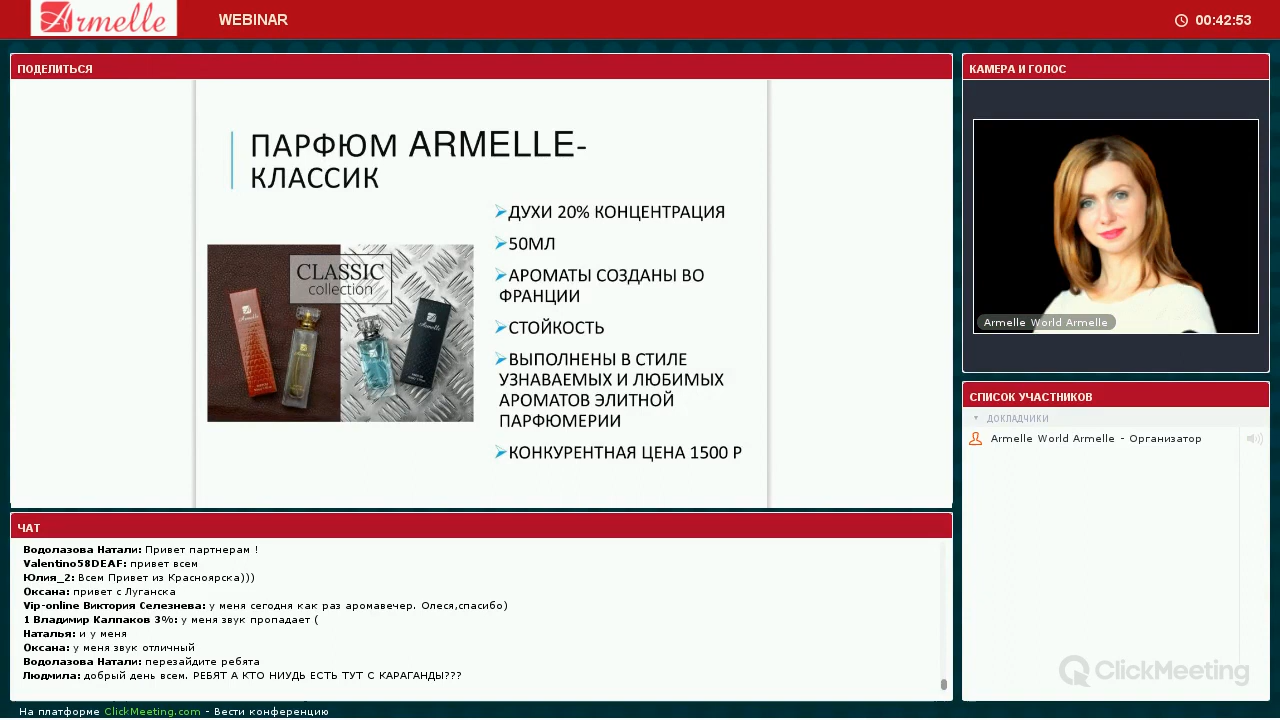 Armelle
WEBINAR
00:42:53
ПОДЕЛИТЬСЯ
ПАРФЮМ ARMELLE-
КЛАССИК
CLASSIC
collection
Armelle
Armelle
ДУХИ 20% КОНЦЕНТРАЦИЯ
50МЛ
АРОМАТЫ СОЗДАНЫ ВО
ФРАНЦИИ
СТОЙКОСТЬ
ВЫПОЛНЕНЫ В СТИЛЕ
УЗНАВАЕМЫХ И ЛЮБИМЫХ
АРОМАТОВ ЭЛИТНОЙ
ПАРФЮМЕРИИ
КОНКУРЕНТНАЯ ЦЕНА 1500 Р
КАМЕРА И ГОЛОС
Armelle World Armelle
СПИСОК УЧАСТНИКОВ
ДОКЛАДЧИКИ
Armelle World Armelle - Организатор
ClickMeeting
ЧАТ
Водолазова Натали: Привет партнерам !
Valentino58DEAF: привет всем
Юлия_2: Всем Привет из Красноярска)))
Оксана: привет с Луганска
Vip-online Виктория Селезнева: у меня сегодня как раз аромавечер. Олеся,спасибо)
1 Владимир Калпаков 3%: у меня звук пропадает (
Наталья: и у меня
Оксана: у меня звук отличный
Водолазова Натали: перезайдите ребята
Людмила: добрый день всем. РЕБЯТ А КТО НИУДЬ ЕСТЬ ТУТ С КАРАГАНДЫ???
На платформе ClickMeeting.com - Вести конференцию